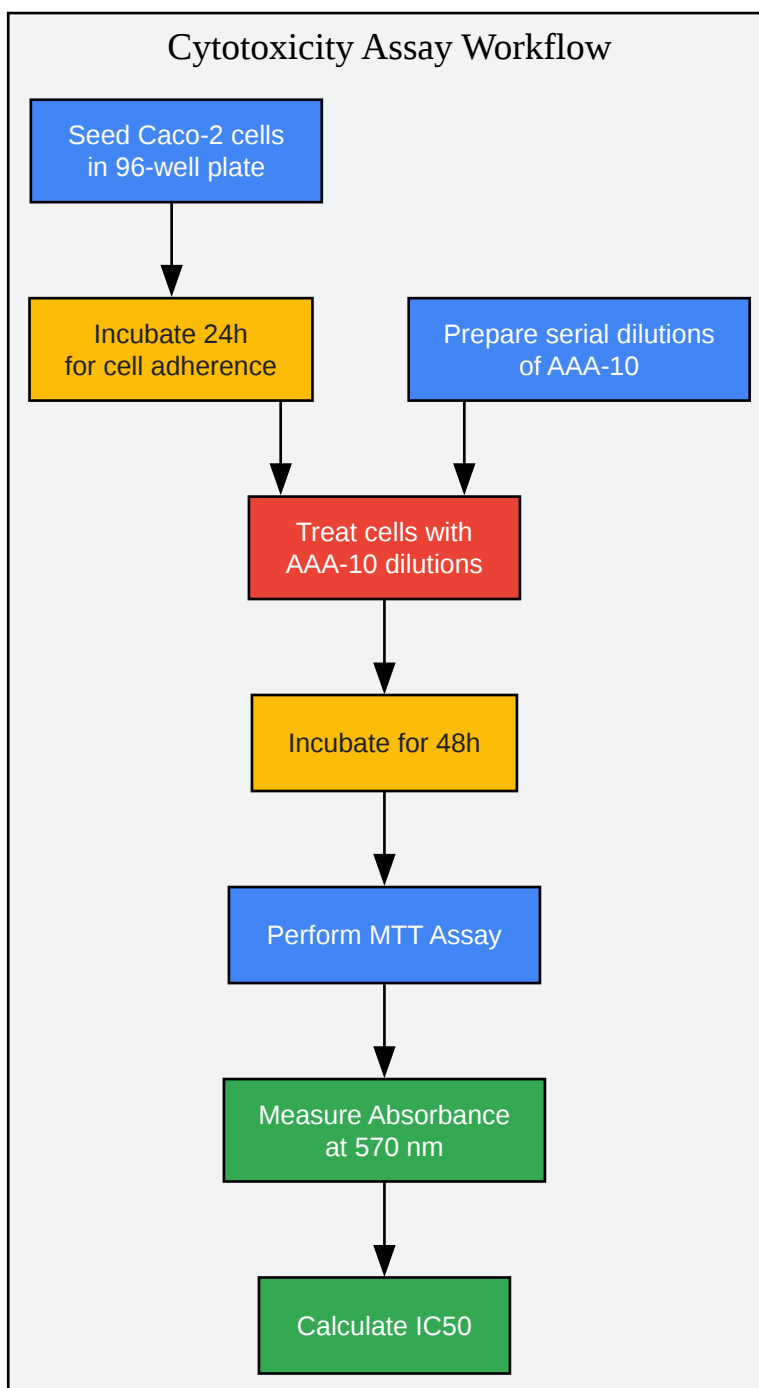 Cytotoxicity Assay Workflow
Seed Caco-2 cells
in 96-well plate
Incubate 24h
for cell adherence
Prepare serial dilutions
of AAA-10
Treat cells with
AAA-10 dilutions
Incubate for 48h
Perform MTT Assay
Measure Absorbance
at 570 nm
Calculate IC50